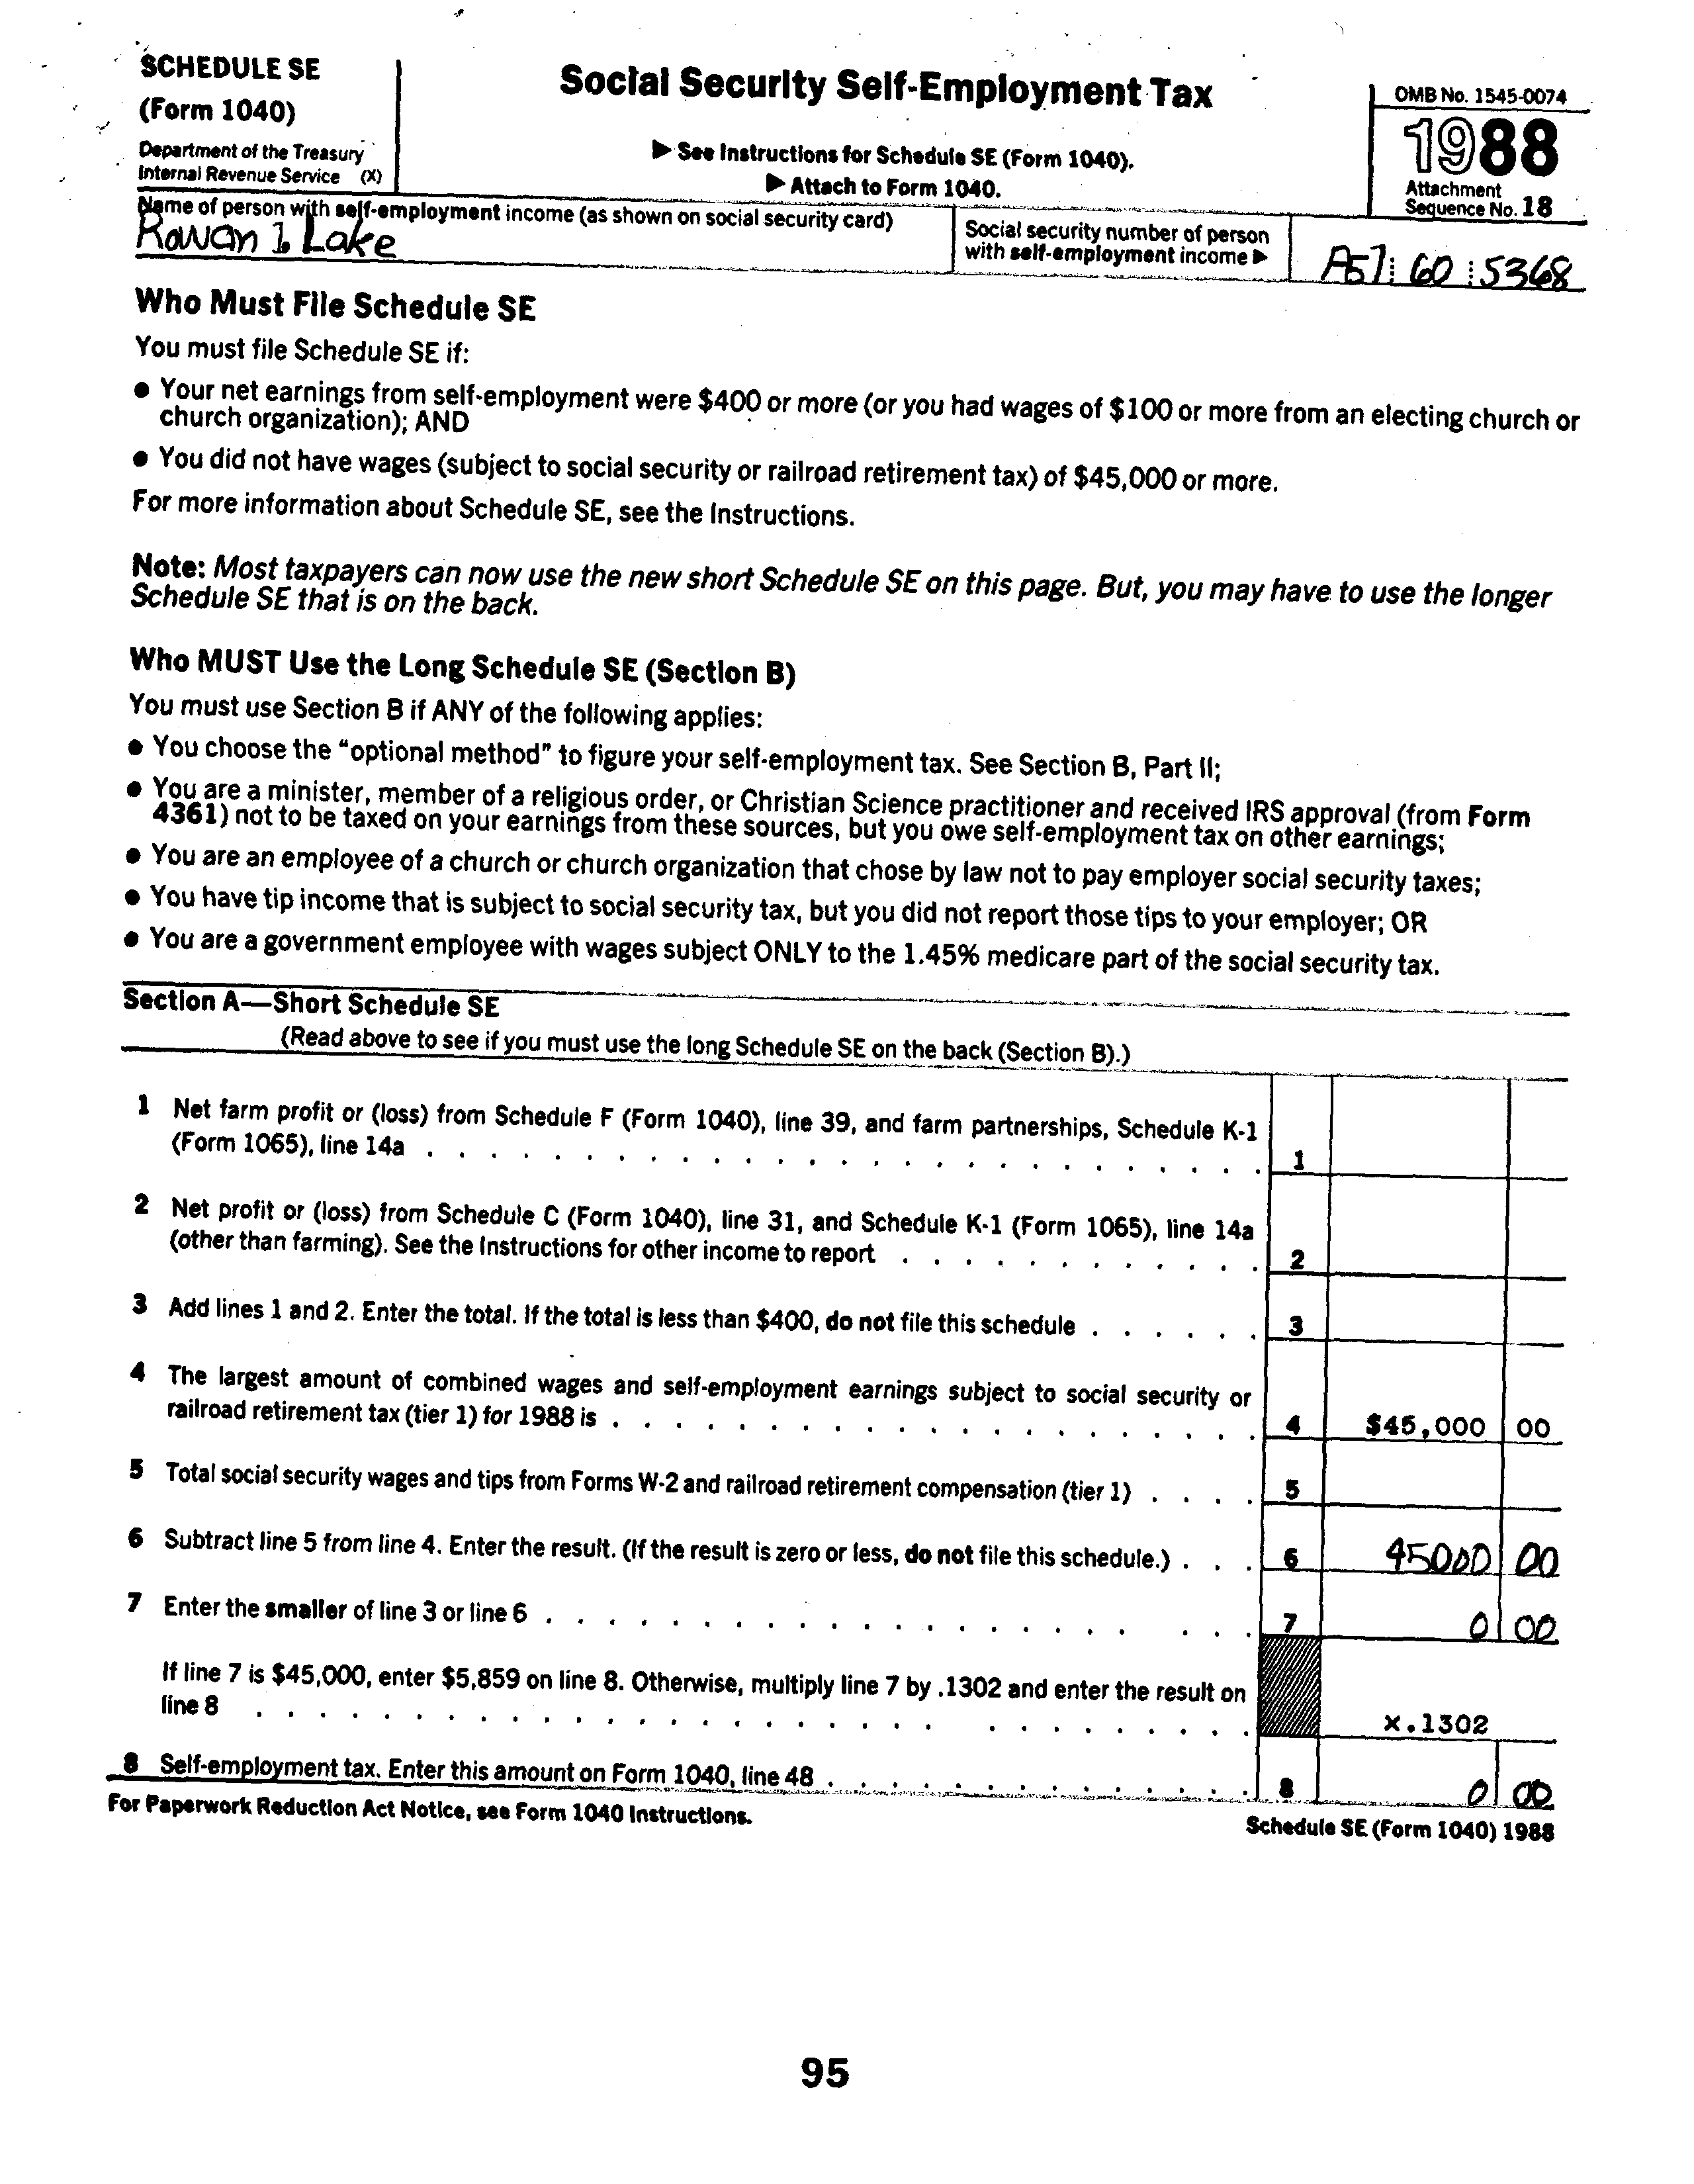 SCHEDULE SE
(Form 1040)
Department of the Treasury
Internal Revenue Service (X)
Social Security Self-Employment Tax
▶ See Instructions for Schedule SE (Form 1040).
▶ Attach to Form 1040.
OMB No. 1545-0074
1988
Attachment
Sequence No. 18
Name of person with self-employment income (as shown on social security card)
Rowan I. Lake
Social security number of person
with self-employment income ▶
A51 60 5368
Who Must File Schedule SE
You must file Schedule SE if:
● Your net earnings from self-employment were $400 or more (or you had wages of $100 or more from an electing church or
church organization); AND
● You did not have wages (subject to social security or railroad retirement tax) of $45,000 or more.
For more information about Schedule SE, see the Instructions.
Note: Most taxpayers can now use the new short Schedule SE on this page. But, you may have to use the longer
Schedule SE that is on the back.
Who MUST Use the Long Schedule SE (Section B)
You must use Section B if ANY of the following applies:
● You choose the "optional method" to figure your self-employment tax. See Section B, Part II;
● You are a minister, member of a religious order, or Christian Science practitioner and received IRS approval (from Form
4361) not to be taxed on your earnings from these sources, but you owe self-employment tax on other earnings;
● You are an employee of a church or church organization that chose by law not to pay employer social security taxes;
● You have tip income that is subject to social security tax, but you did not report those tips to your employer; OR
● You are a government employee with wages subject ONLY to the 1.45% medicare part of the social security tax.
Section A—Short Schedule SE
(Read above to see if you must use the long Schedule SE on the back (Section B).)
1 Net farm profit or (loss) from Schedule F (Form 1040), line 39, and farm partnerships, Schedule K-1
(Form 1065), line 14a 1
2 Net profit or (loss) from Schedule C (Form 1040), line 31, and Schedule K-1 (Form 1065), line 14a
(other than farming). See the Instructions for other income to report 2
3 Add lines 1 and 2. Enter the total. If the total is less than $400, do not file this schedule 3
4 The largest amount of combined wages and self-employment earnings subject to social security or
railroad retirement tax (tier 1) for 1988 is 4 $45,000 00
5 Total social security wages and tips from Forms W-2 and railroad retirement compensation (tier 1) 5
6 Subtract line 5 from line 4. Enter the result. (If the result is zero or less, do not file this schedule.) 6 45000 00
7 Enter the smaller of line 3 or line 6 7 0 00
If line 7 is $45,000, enter $5,859 on line 8. Otherwise, multiply line 7 by .1302 and enter the result on
line 8 x.1302
8 Self-employment tax. Enter this amount on Form 1040, line 48 8 0 00
For Paperwork Reduction Act Notice, see Form 1040 Instructions.
Schedule SE (Form 1040) 1988
95